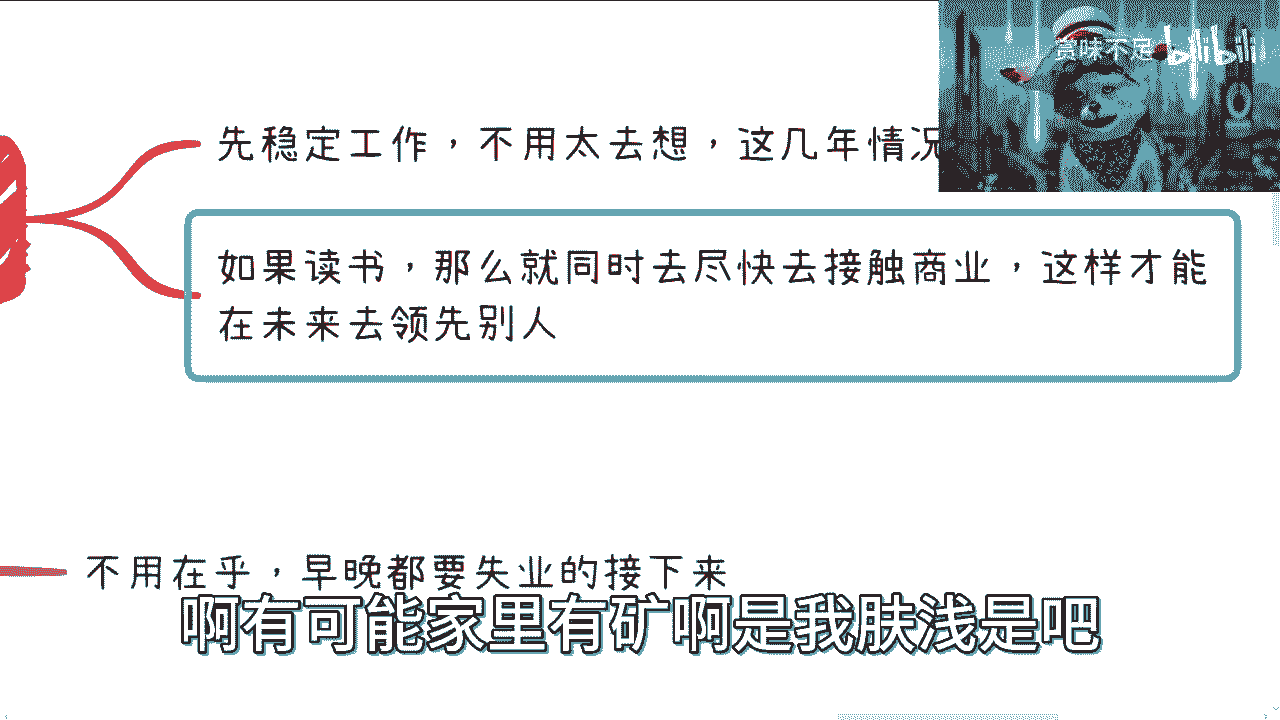 赏味不足 bilibili
先稳定工作，不用太去想，这几年情况
如果读书，那么就同时去尽快去接触商业，这样才能
在未来去领先别人
不用在乎，早晚都要失业的接下来
啊有可能家里有矿啊是我肤浅是吧